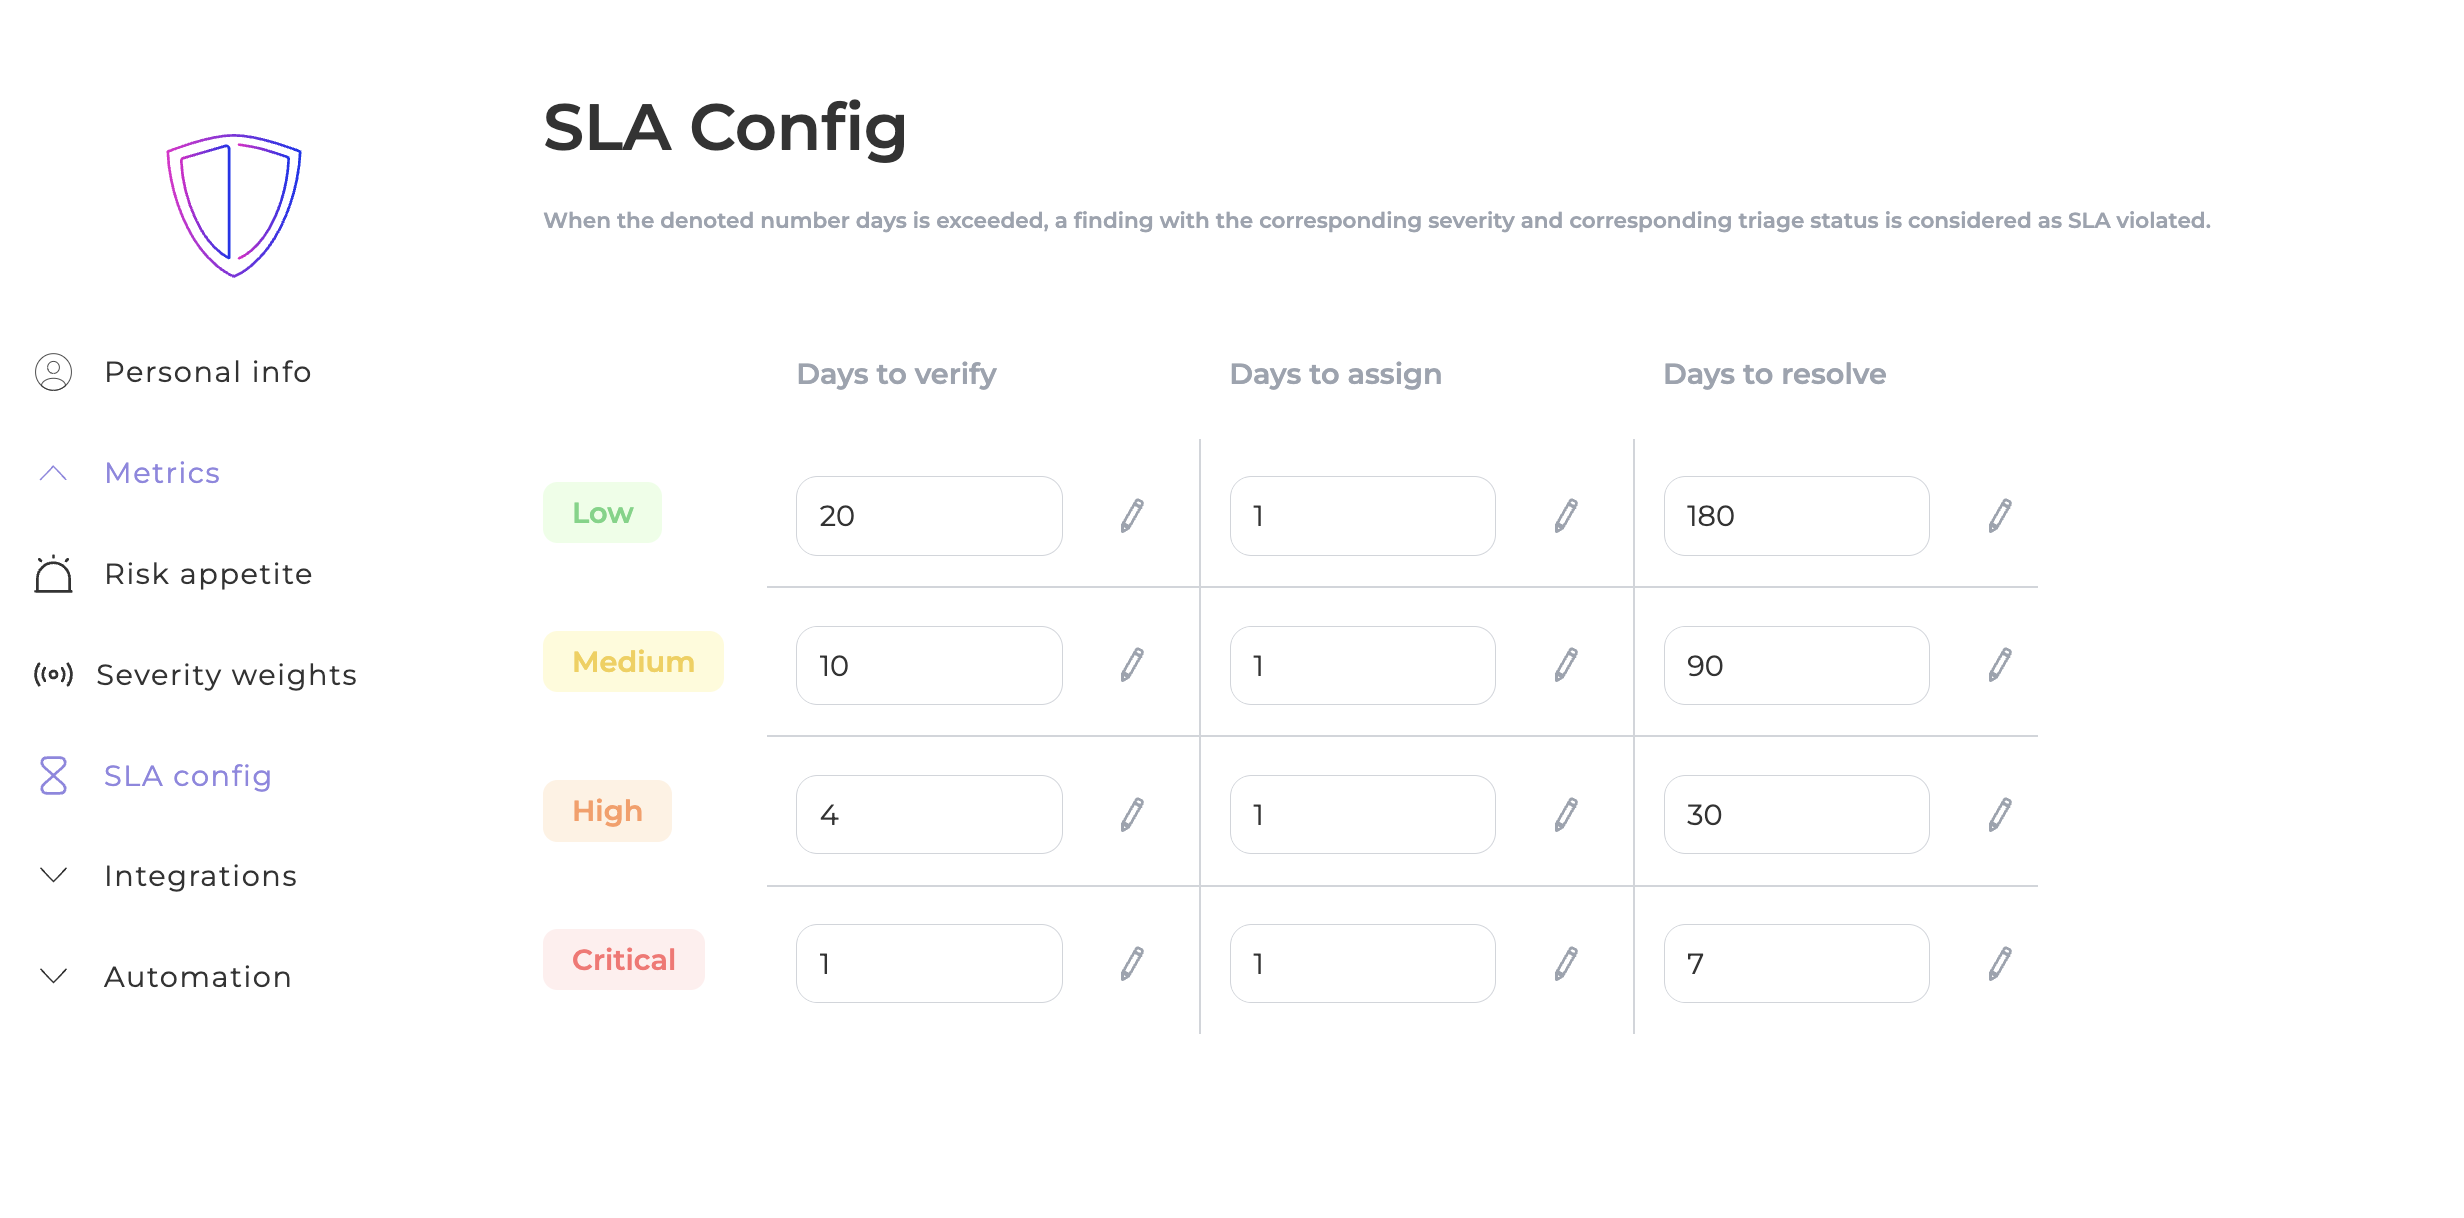 SLA Config
When the denoted number days is exceeded, a finding with the corresponding severity and corresponding triage status is considered as SLA violated.
Personal info
Metrics
Risk appetite
Severity weights
SLA config
Integrations
Automation
Days to verify Days to assign Days to resolve
Low 20 1 180
Medium 10 1 90
High 4 1 30
Critical 1 1 7